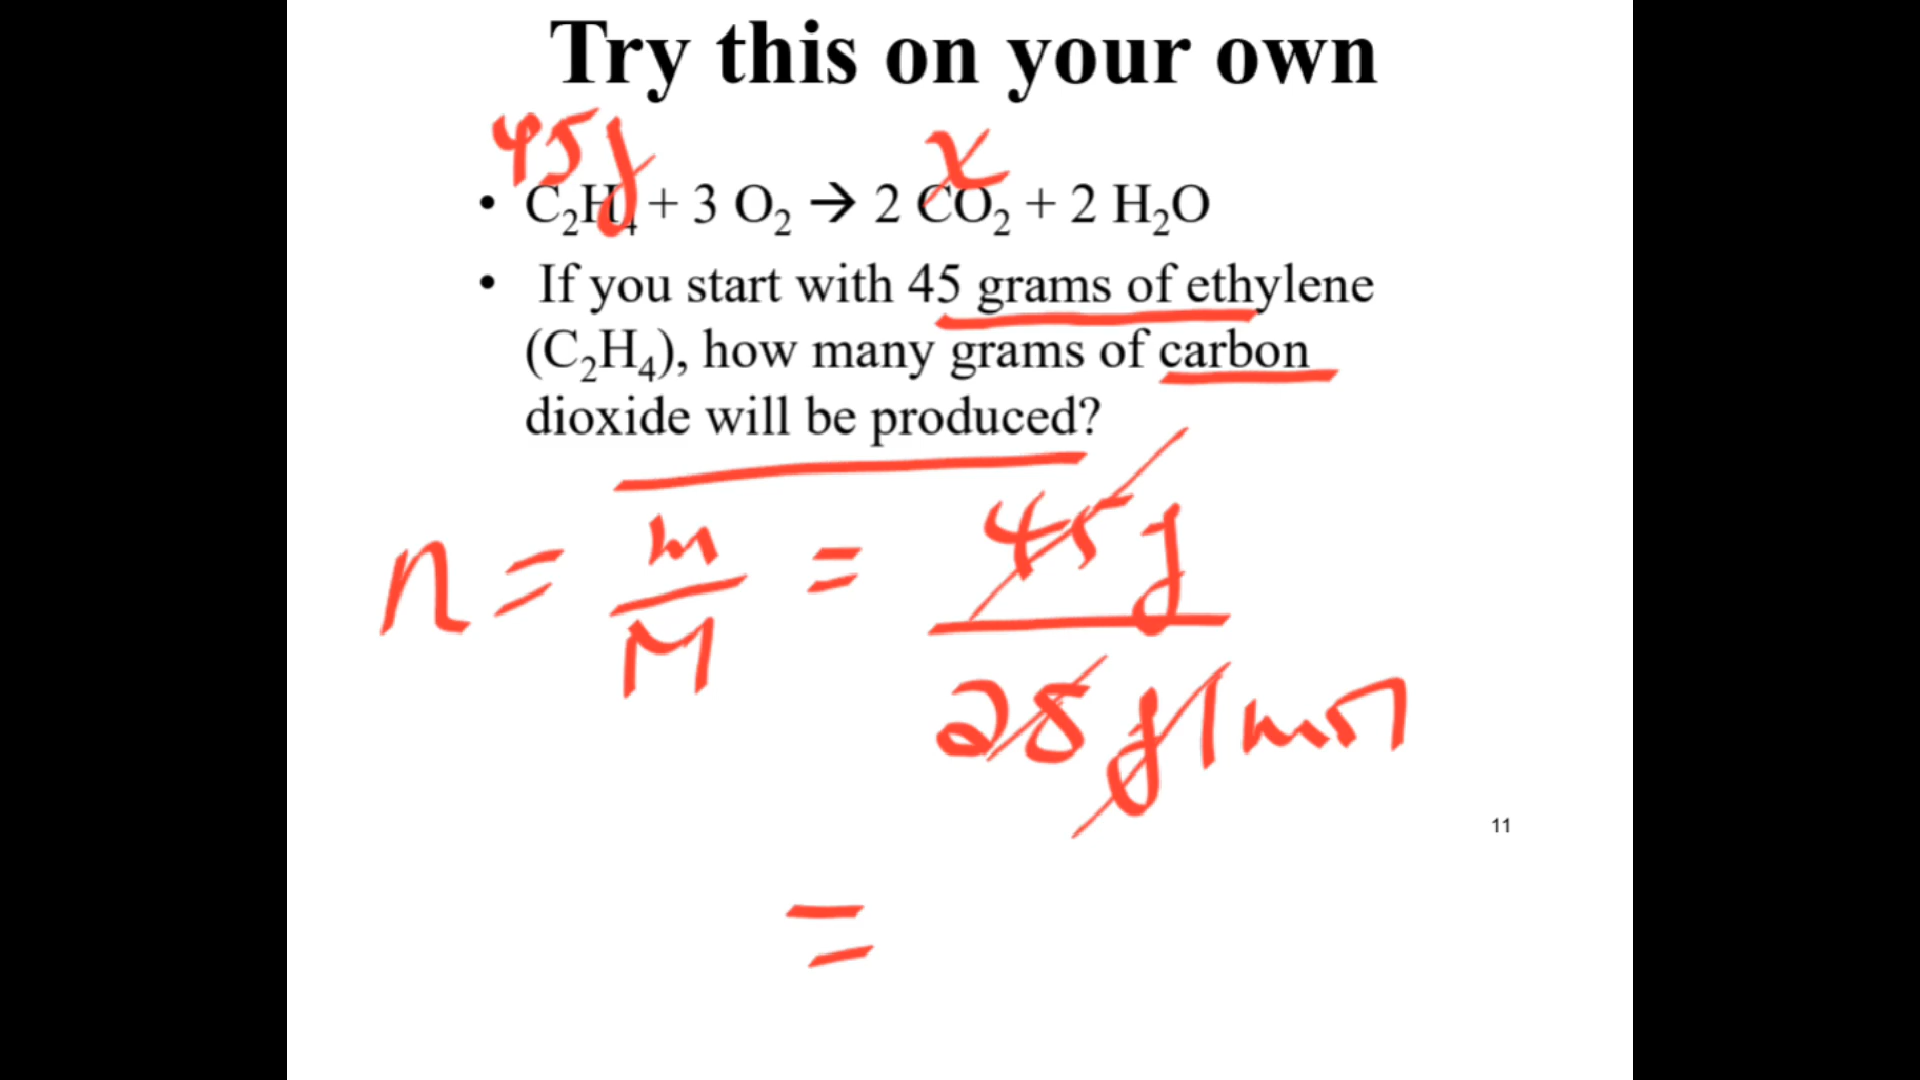 Try this on your own
45g x
• C₂H₄ + 3 O₂ → 2 CO₂ + 2 H₂O
• If you start with 45 grams of ethylene
(C₂H₄), how many grams of carbon
dioxide will be produced?
n = m/M = 45g / 28 g/mol
11
=